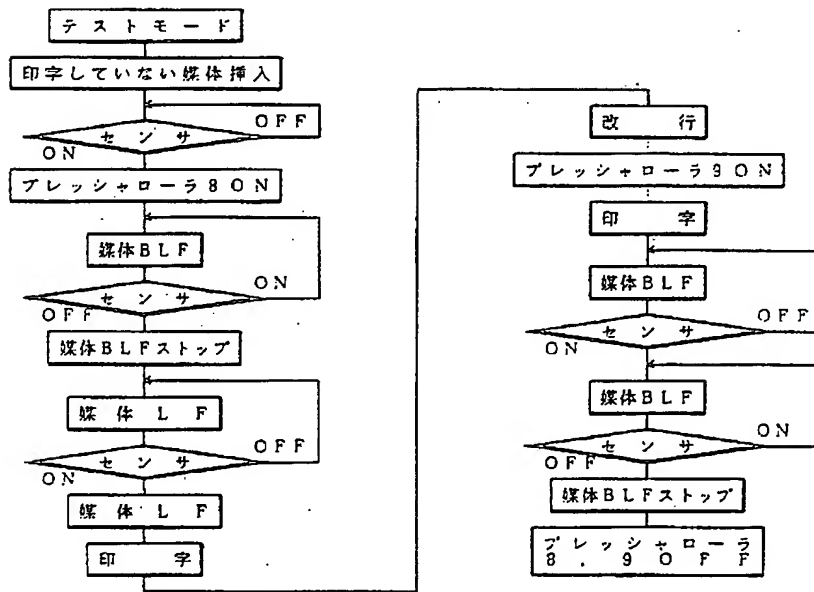 テストモード
印字していない媒体挿入
OFF
センサ
ON
プレッシャローラ8ON
媒体BLF
ON
センサ
OFF
媒体BLFストップ
媒体LF
OFF
センサ
ON
媒体LF
印字
改行
プレッシャローラ9ON
印字
媒体BLF
OFF
センサ
ON
媒体BLF
ON
センサ
OFF
媒体BLFストップ
プレッシャローラ
8．9OFF